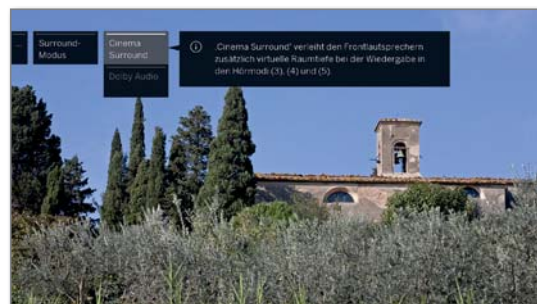 ...
Surround-
Modus
Cinema
Surround
Dolby Audio
‚Cinema Surround‘ verleiht den Frontlautsprechern
zusätzlich virtuelle Raumtiefe bei der Wiedergabe in
den Hörmodi (3), (4) und (5).